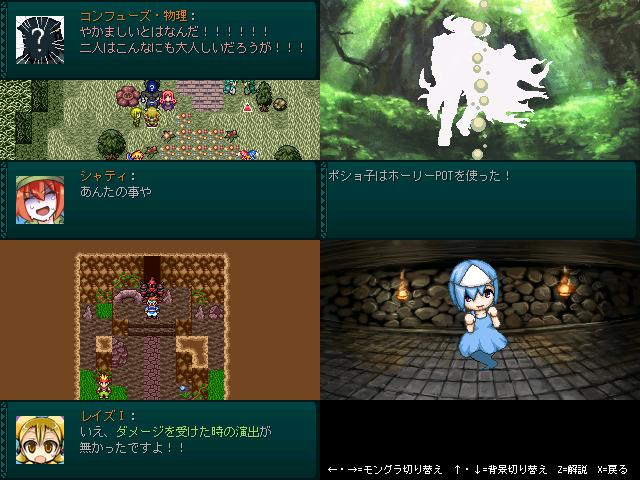 コンフューズ・物理：
やかましいとはなんだ！！！！！！
二人はこんなにも大人しいだろうが！！！
シャティ：
あんたの事や
ポショ子はホーリーPOTを使った！
レイズⅠ：
いえ、ダメージを受けた時の演出が
無かったですよ！！
←・→=モングラ切り替え　↑・↓=背景切り替え　Z=解説　X=戻る